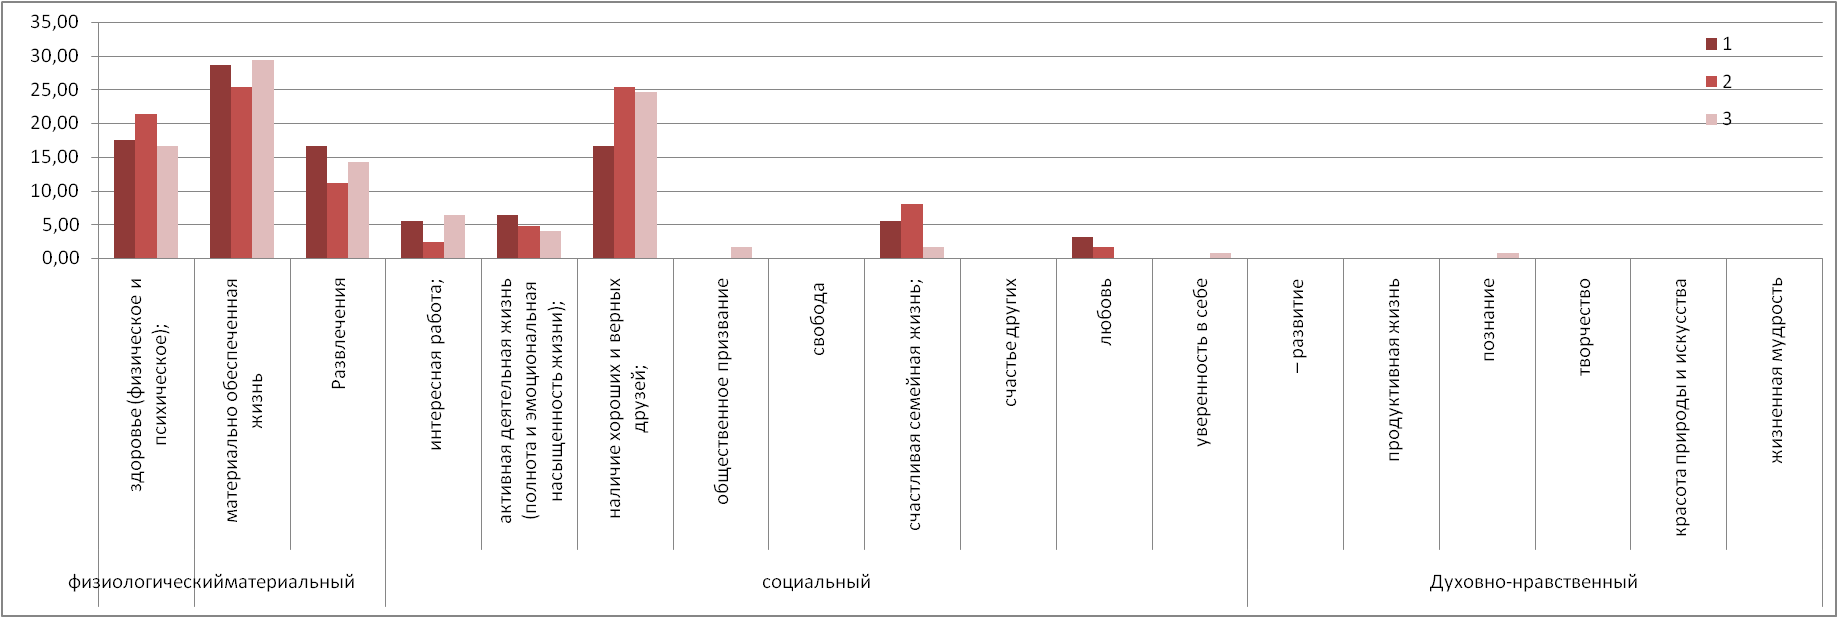 35,00
30,00
25,00
20,00
15,00
10,00
5,00
0,00
1
2
3
здоровье (физическое и
психическое);
материально обеспеченная
жизнь
Развлечения
интересная работа;
активная деятельная жизнь
(полнота и эмоциональная
насыщенность жизни);
наличие хороших и верных
друзей;
общественное призвание
свобода
счастливая семейная жизнь;
счастье других
любовь
уверенность в себе
– развитие
продуктивная жизнь
познание
творчество
красота природы и искусства
жизненная мудрость
физиологический
материальный
социальный
Духовно-нравственный